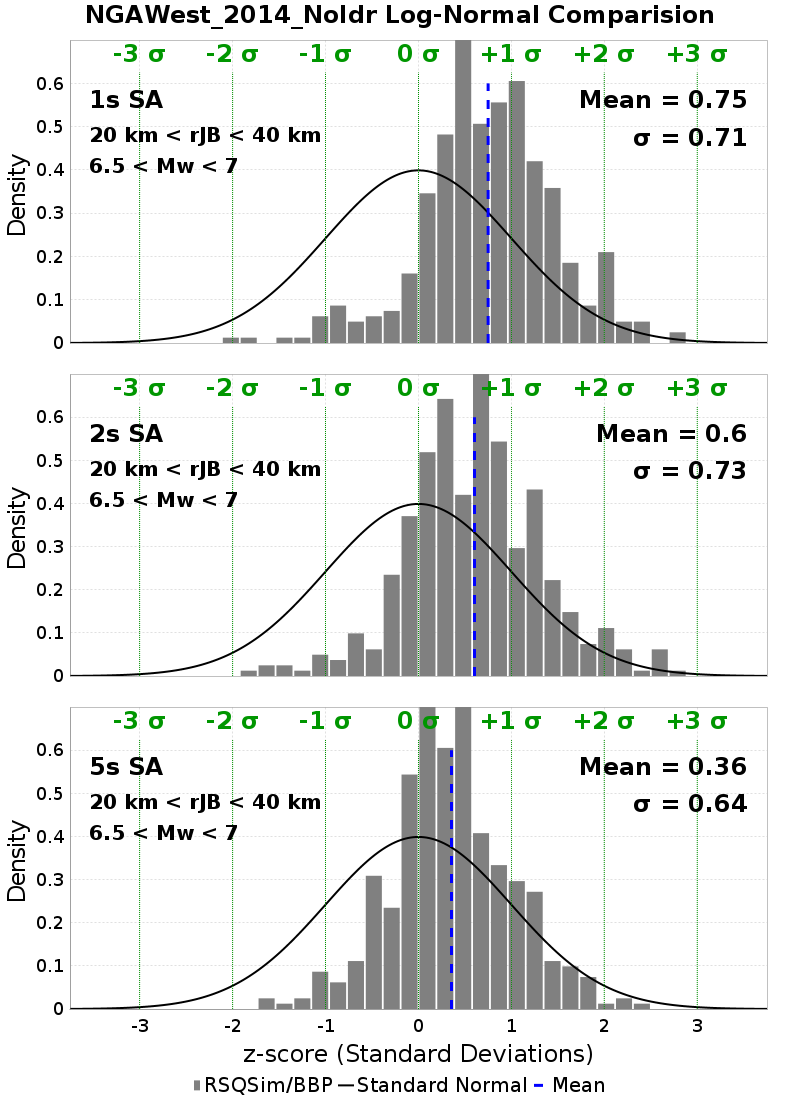 NGAWest_2014_NoIdr Log-Normal Comparision
-3 σ -2 σ -1 σ 0 σ +1 σ +2 σ +3 σ
1s SA
Mean = 0.75
20 km < rJB < 40 km
σ = 0.71
6.5 < Mw < 7
Density
0.6
0.5
0.4
0.3
0.2
0.1
0
-3 σ -2 σ -1 σ 0 σ +1 σ +2 σ +3 σ
2s SA
Mean = 0.6
20 km < rJB < 40 km
σ = 0.73
6.5 < Mw < 7
Density
0.6
0.5
0.4
0.3
0.2
0.1
0
-3 σ -2 σ -1 σ 0 σ +1 σ +2 σ +3 σ
5s SA
Mean = 0.36
20 km < rJB < 40 km
σ = 0.64
6.5 < Mw < 7
Density
0.6
0.5
0.4
0.3
0.2
0.1
0
-3 -2 -1 0 1 2 3
z-score (Standard Deviations)
RSQSim/BBP Standard Normal Mean